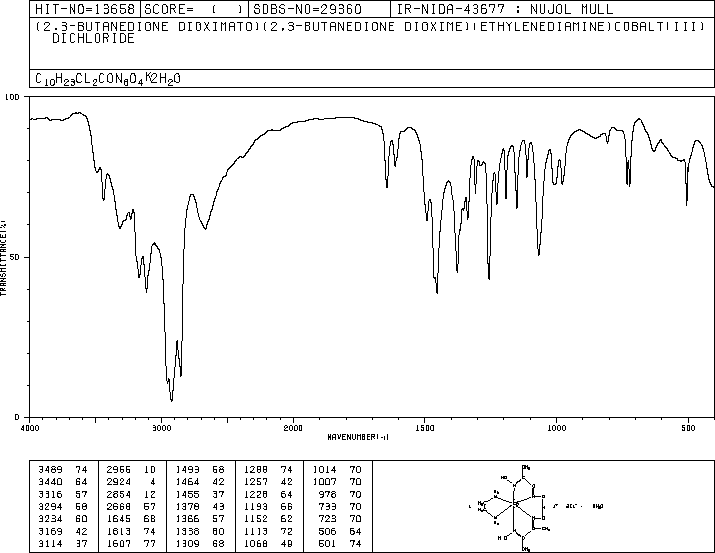 HIT-NO=13658 SCORE= ( ) SDBS-NO=29360 IR-NIDA-43677 : NUJOL MULL
(2,3-BUTANEDIONE DIOXIMATO)(2,3-BUTANEDIONE DIOXIME)(ETHYLENEDIAMINE)COBALT(III)
DICHLORIDE
C10H23CL2CON6O4K2H2O
100
50
0
TRANSMITTANCE(%)
4000 3000 2000 1500 1000 500
WAVENUMBER(-1)
3489 74 2956 10 1493 58 1288 74 1014 70
3440 64 2924 4 1464 42 1257 42 1007 70
3316 57 2854 12 1455 37 1228 64 978 70
3294 58 2668 57 1378 43 1193 66 733 70
3234 60 1645 68 1366 57 1152 62 723 70
3169 42 1613 74 1338 60 1113 72 506 64
3114 37 1607 77 1309 68 1068 49 501 74